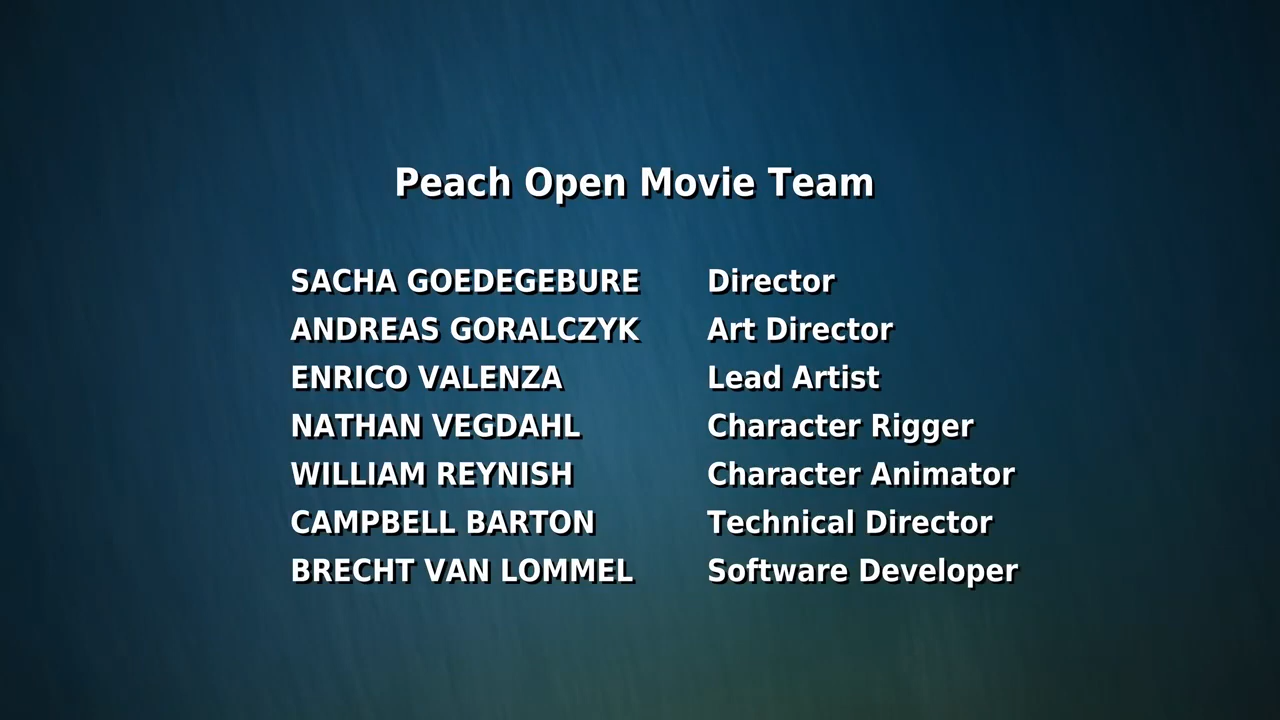 Peach Open Movie Team
SACHA GOEDEGEBURE Director
ANDREAS GORALCZYK Art Director
ENRICO VALENZA Lead Artist
NATHAN VEGDAHL Character Rigger
WILLIAM REYNISH Character Animator
CAMPBELL BARTON Technical Director
BRECHT VAN LOMMEL Software Developer